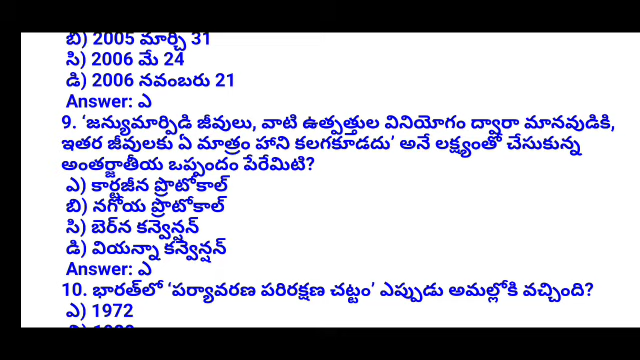 బి) 2005 మార్చి 31
సి) 2006 మే 24
డి) 2006 నవంబరు 21
Answer: ఎ
9. ‘జన్యుమార్పిడి జీవులు, వాటి ఉత్పత్తుల వినియోగం ద్వారా మానవుడికి,
ఇతర జీవులకు ఏ మాత్రం హాని కలగకూడదు’ అనే లక్ష్యంతో చేసుకున్న
అంతర్జాతీయ ఒప్పందం పేరేమిటి?
ఎ) కార్టజీన ప్రొటోకాల్
బి) నగోయ ప్రొటోకాల్
సి) బెర్‌న కన్వెన్షన్
డి) వియన్నా కన్వెన్షన్
Answer: ఎ
10. భారత్‌లో ‘పర్యావరణ పరిరక్షణ చట్టం’ ఎప్పుడు అమల్లోకి వచ్చింది?
ఎ) 1972